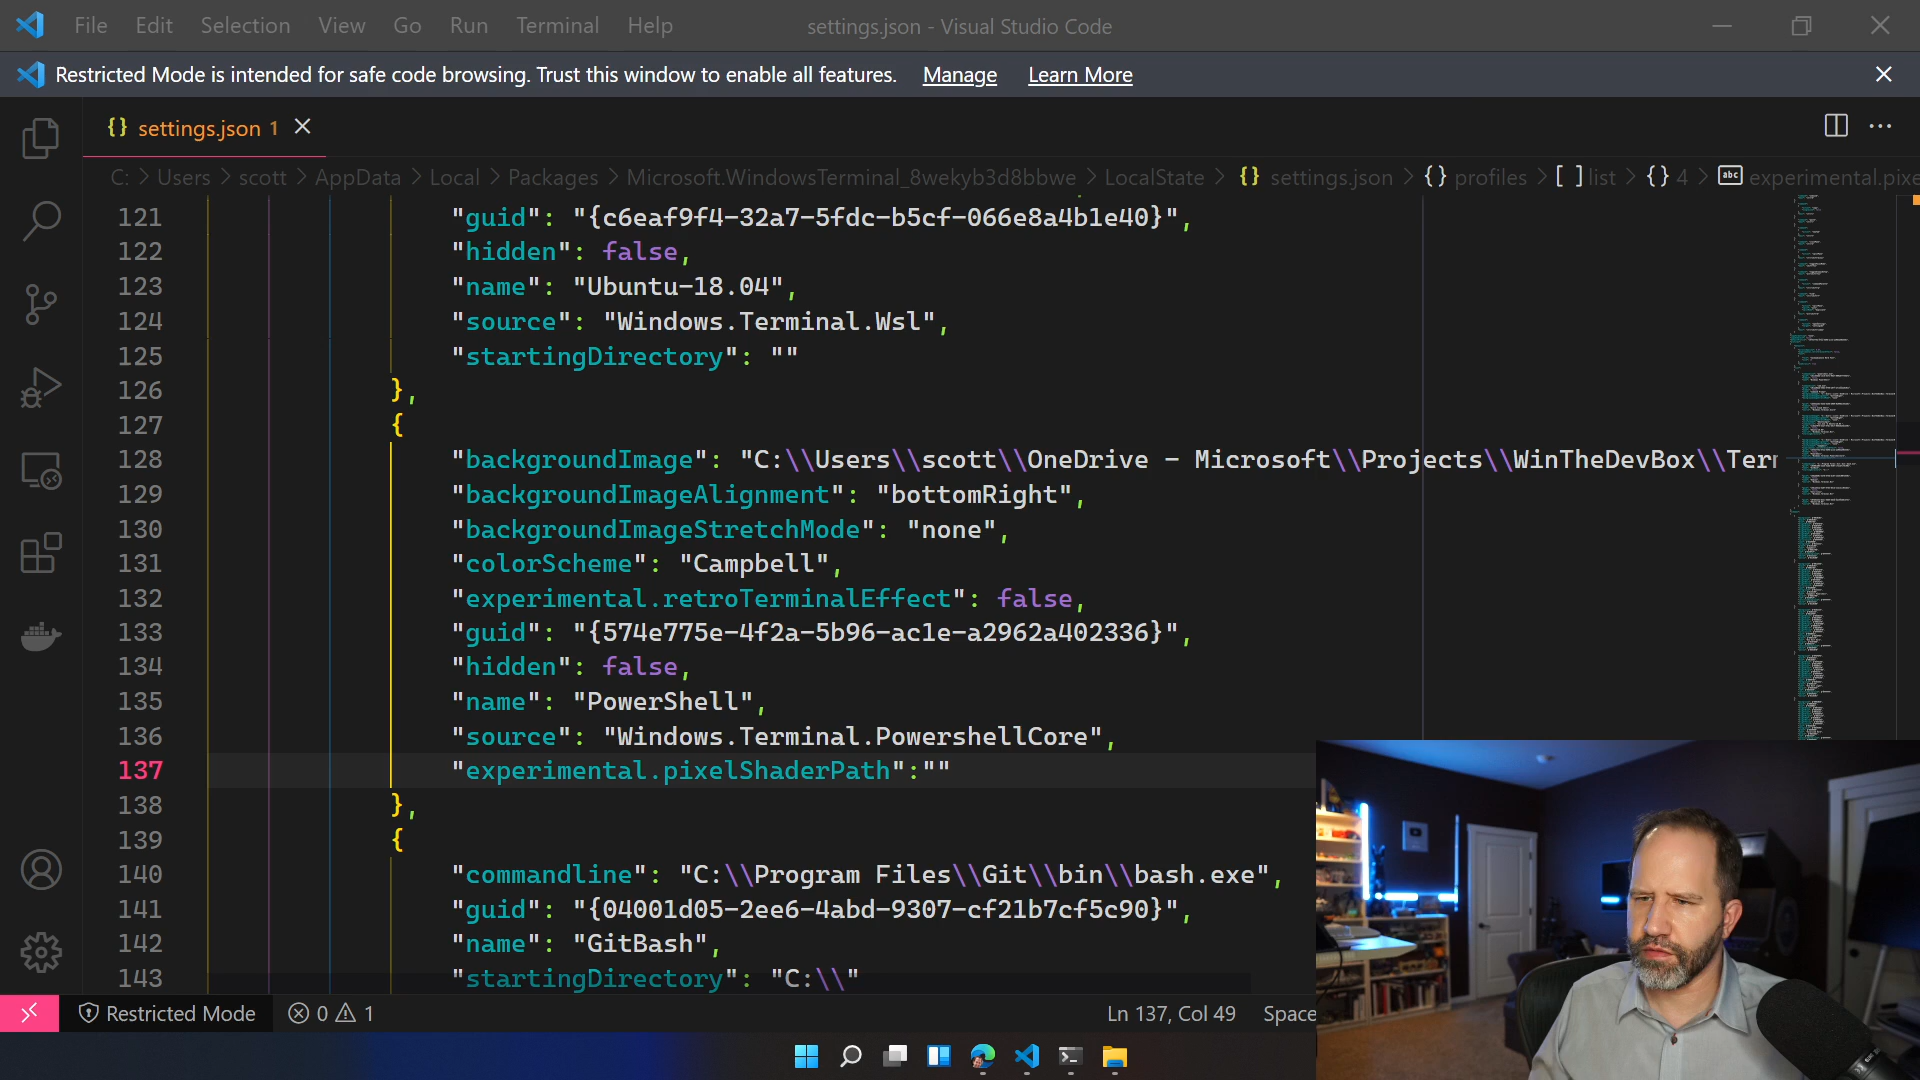 File Edit Selection View Go Run Terminal Help settings.json - Visual Studio Code
Restricted Mode is intended for safe code browsing. Trust this window to enable all features. Manage Learn More
{} settings.json 1
C: > Users > scott > AppData > Local > Packages > Microsoft.WindowsTerminal_8wekyb3d8bbwe > LocalState > {} settings.json > {} profiles > [ ] list > {} 4 > abc experimental.pixe
121 "guid": "{c6eaf9f4-32a7-5fdc-b5cf-066e8a4b1e40}",
122 "hidden": false,
123 "name": "Ubuntu-18.04",
124 "source": "Windows.Terminal.Wsl",
125 "startingDirectory": ""
126 },
127 {
128 "backgroundImage": "C:\\Users\\scott\\OneDrive - Microsoft\\Projects\\WinTheDevBox\\Terr
129 "backgroundImageAlignment": "bottomRight",
130 "backgroundImageStretchMode": "none",
131 "colorScheme": "Campbell",
132 "experimental.retroTerminalEffect": false,
133 "guid": "{574e775e-4f2a-5b96-ac1e-a2962a402336}",
134 "hidden": false,
135 "name": "PowerShell",
136 "source": "Windows.Terminal.PowershellCore",
137 "experimental.pixelShaderPath":""
138 },
139 {
140 "commandline": "C:\\Program Files\\Git\\bin\\bash.exe",
141 "guid": "{04001d05-2ee6-4abd-9307-cf21b7cf5c90}",
142 "name": "GitBash",
143 "startingDirectory": "C:\\"
Restricted Mode 0 1 Ln 137, Col 49 Space